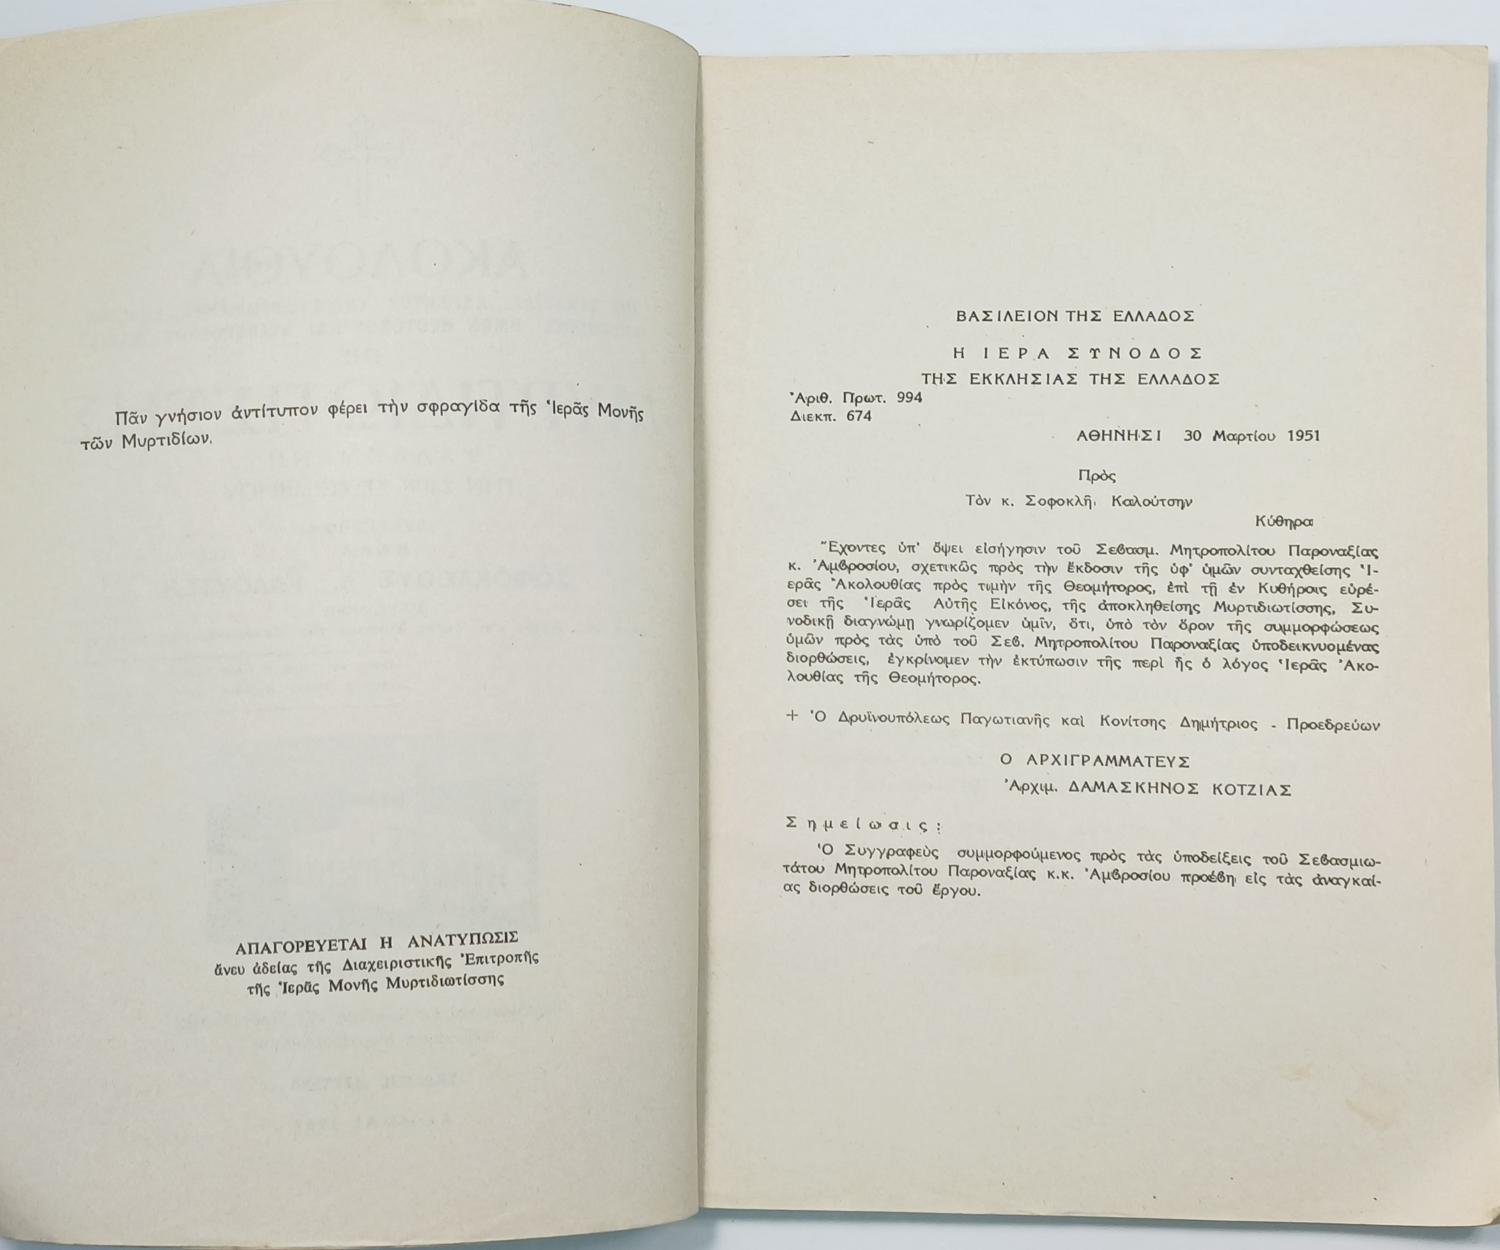 Πᾶν γνήσιον ἀντίτυπον φέρει τὴν σφραγίδα τῆς Ἱερᾶς Μονῆς
τῶν Μυρτιδίων.
ΑΠΑΓΟΡΕΥΕΤΑΙ Η ΑΝΑΤΥΠΩΣΙΣ
ἄνευ ἀδείας τῆς Διαχειριστικῆς Ἐπιτροπῆς
τῆς Ἱερᾶς Μονῆς Μυρτιδιωτίσσης
ΒΑΣΙΛΕΙΟΝ ΤΗΣ ΕΛΛΑΔΟΣ
Η ΙΕΡΑ ΣΥΝΟΔΟΣ
ΤΗΣ ΕΚΚΛΗΣΙΑΣ ΤΗΣ ΕΛΛΑΔΟΣ
Ἀριθ. Πρωτ. 994
Διεκπ. 674
ΑΘΗΝΗΣΙ 30 Μαρτίου 1951
Πρὸς
Τὸν κ. Σοφοκλῆ Καλούτσην
Κύθηρα
Ἔχοντες ὑπ' ὄψει εἰσήγησιν τοῦ Σεβασμ. Μητροπολίτου Παροναξίας
κ. Ἀμβροσίου, σχετικῶς πρὸς τὴν ἔκδοσιν τῆς ὑφ' ὑμῶν συνταχθείσης Ἱ-
ερᾶς Ἀκολουθίας πρὸς τιμὴν τῆς Θεομήτορος, ἐπὶ τῇ ἐν Κυθήροις εὑρέ-
σει τῆς Ἱερᾶς Αὐτῆς Εἰκόνος, τῆς ἀποκληθείσης Μυρτιδιωτίσσης, Συ-
νοδικῇ διαγνώμῃ γνωρίζομεν ὑμῖν, ὅτι, ὑπὸ τὸν ὅρον τῆς συμμορφώσεως
ὑμῶν πρὸς τὰς ὑπὸ τοῦ Σεβ. Μητροπολίτου Παροναξίας ὑποδεικνυομένας
διορθώσεις, ἐγκρίνομεν τὴν ἐκτύπωσιν τῆς περὶ ἧς ὁ λόγος Ἱερᾶς Ἀκο-
λουθίας τῆς Θεομήτορος.
+ Ὁ Δρυϊνουπόλεως Παγωτιανῆς καὶ Κονίτσης Δημήτριος - Προεδρεύων
Ο ΑΡΧΙΓΡΑΜΜΑΤΕΥΣ
Ἀρχιμ. ΔΑΜΑΣΚΗΝΟΣ ΚΟΤΖΙΑΣ
Σημείωσις:
Ὁ Συγγραφεὺς συμμορφούμενος πρὸς τὰς ὑποδείξεις τοῦ Σεβασμιω-
τάτου Μητροπολίτου Παροναξίας κ.κ. Ἀμβροσίου προέβη εἰς τὰς ἀναγκαί-
ας διορθώσεις τοῦ ἔργου.